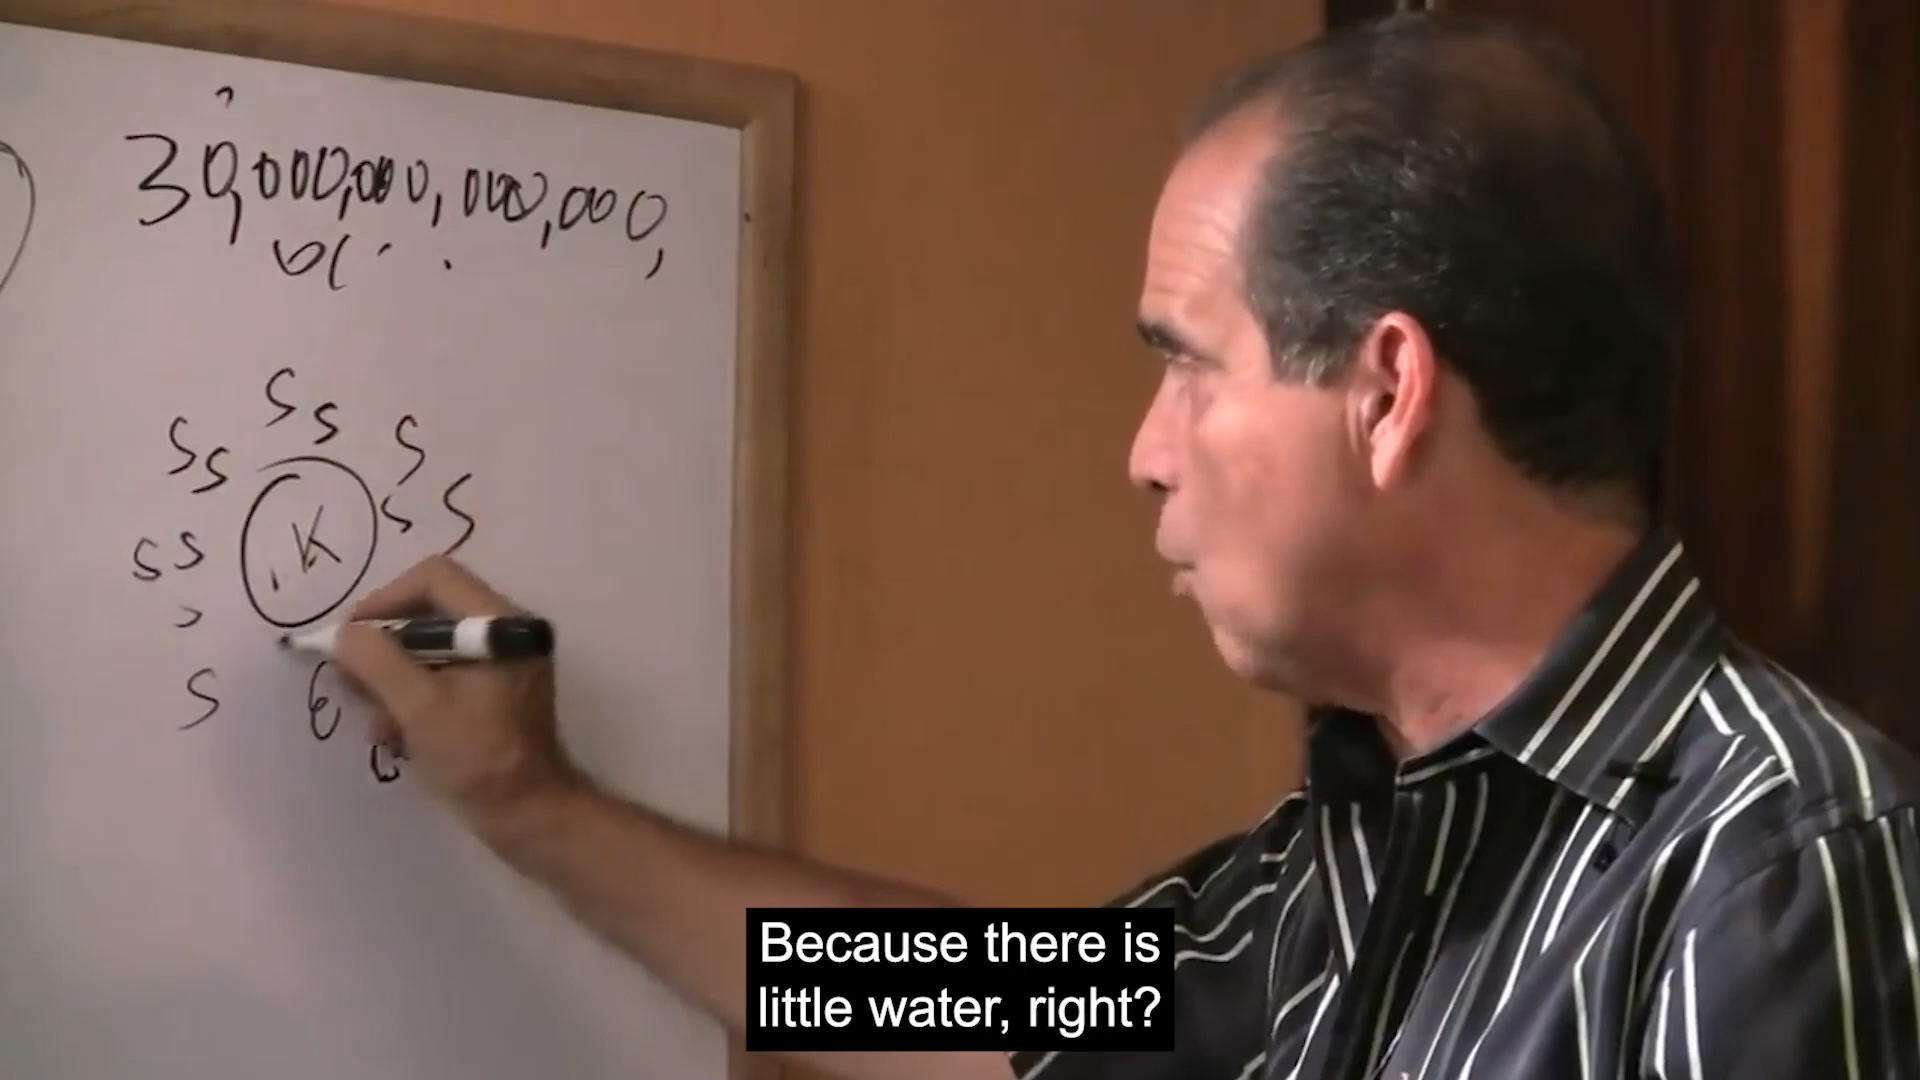 30,000,000,000,000,
S S S
S S S S
S S K
S
Because there is
little water, right?